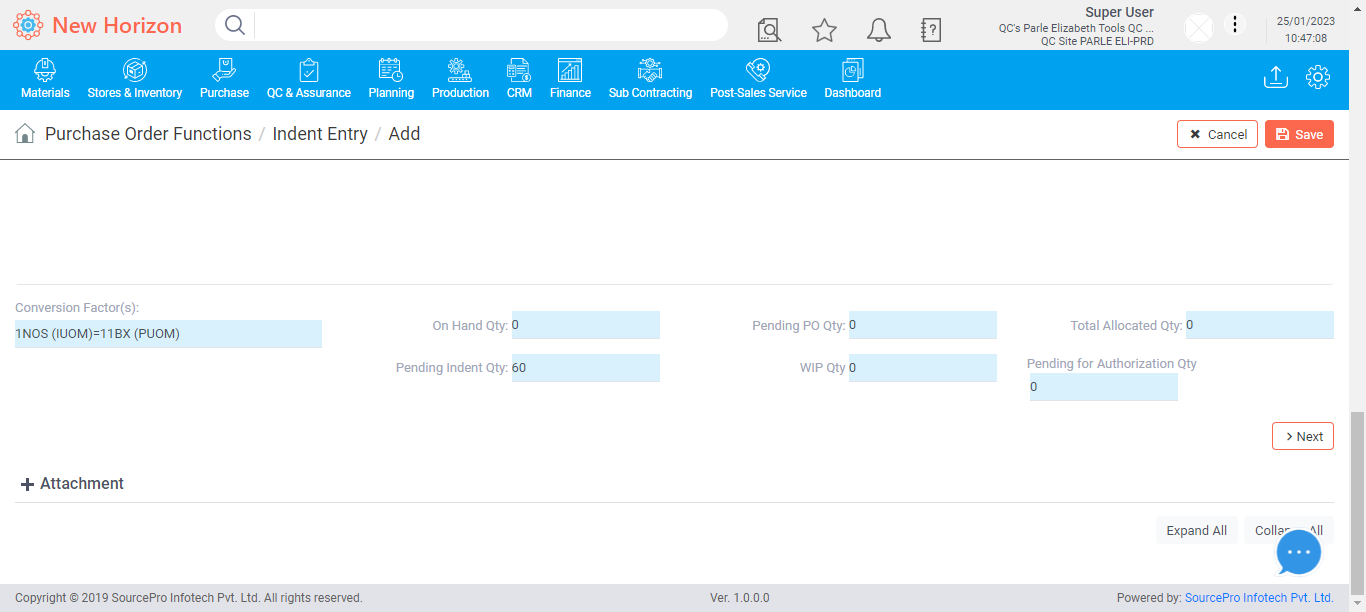 New Horizon
Super User
QC's Parle Elizabeth Tools QC ...
QC Site PARLE ELI-PRD
25/01/2023
10:47:08
Materials Stores & Inventory Purchase QC & Assurance Planning Production CRM Finance Sub Contracting Post-Sales Service Dashboard
Purchase Order Functions / Indent Entry / Add
Cancel Save
Conversion Factor(s):
1NOS (IUOM)=11BX (PUOM)
On Hand Qty: 0 Pending PO Qty: 0 Total Allocated Qty: 0
Pending Indent Qty: 60 WIP Qty 0 Pending for Authorization Qty
0
> Next
+ Attachment
Expand All All
Copyright © 2019 SourcePro Infotech Pvt. Ltd. All rights reserved. Ver. 1.0.0.0 Powered by: SourcePro Infotech Pvt. Ltd.